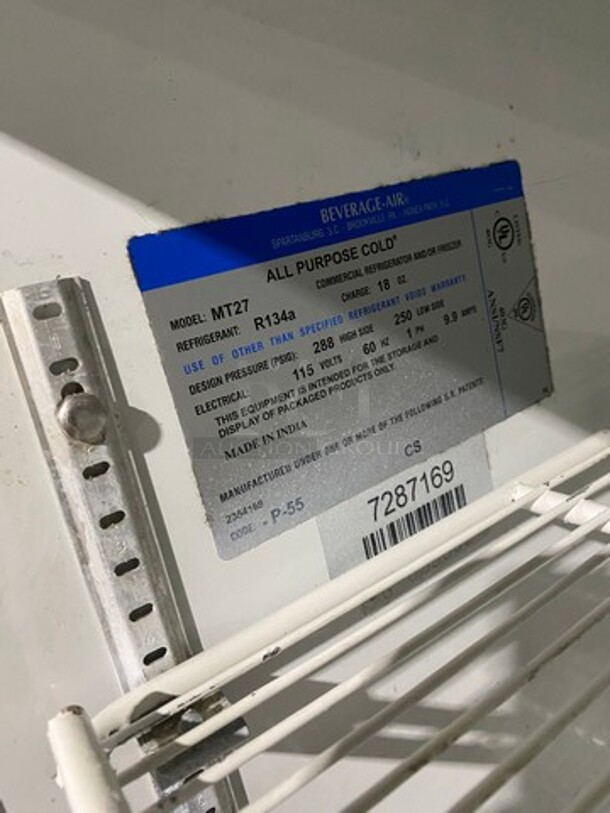 BEVERAGE-AIR®
SPARTANBURG S.C. - BROOKVILLE, PA
ALL PURPOSE COLD®
COMMERCIAL REFRIGERATOR AND/OR FREEZER
MODEL: MT27
REFRIGERANT: R134a CHARGE: 18 OZ.
USE OF OTHER THAN SPECIFIED REFRIGERANT VOIDS WARRANTY.
DESIGN PRESSURE (PSIG): 288 HIGH SIDE 250 LOW SIDE
ELECTRICAL: 115 VOLTS 60 HZ 1 PH 9.9 AMPS
THIS EQUIPMENT IS INTENDED FOR THE STORAGE AND
DISPLAY OF PACKAGED PRODUCTS ONLY.
MADE IN INDIA
MANUFACTURED UNDER ONE OR MORE OF THE FOLLOWING U.S. PATENTS
CODE: -P-55 CS
LISTED
C UL US
7287169